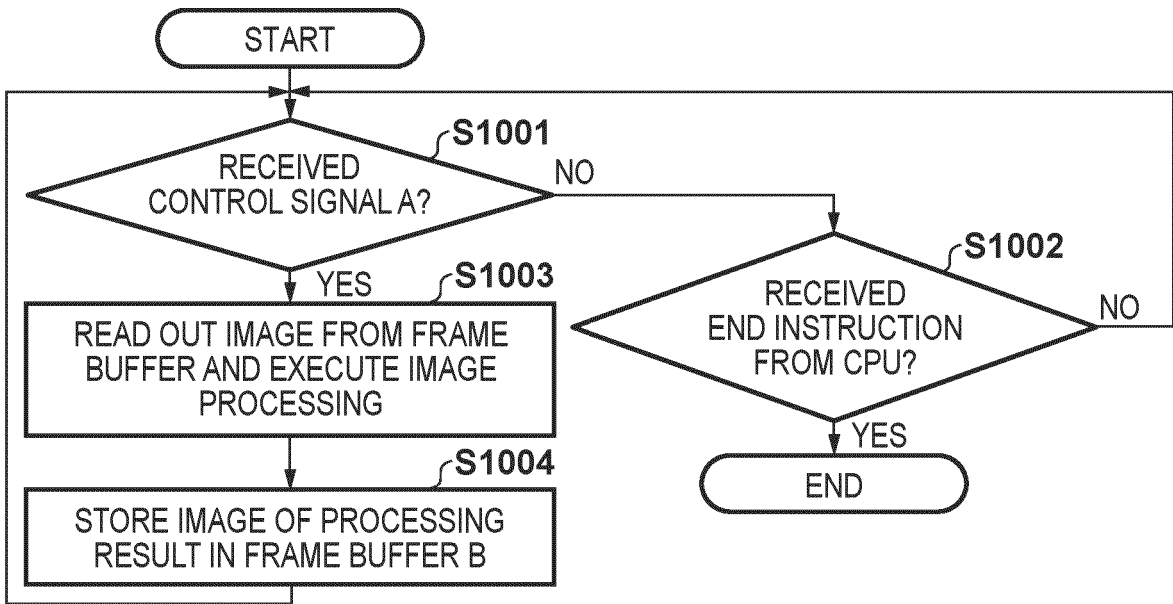 START
S1001
RECEIVED
CONTROL SIGNAL A?
NO
YES
S1002
RECEIVED
END INSTRUCTION
FROM CPU?
NO
YES
END
S1003
READ OUT IMAGE FROM FRAME
BUFFER AND EXECUTE IMAGE
PROCESSING
S1004
STORE IMAGE OF PROCESSING
RESULT IN FRAME BUFFER B